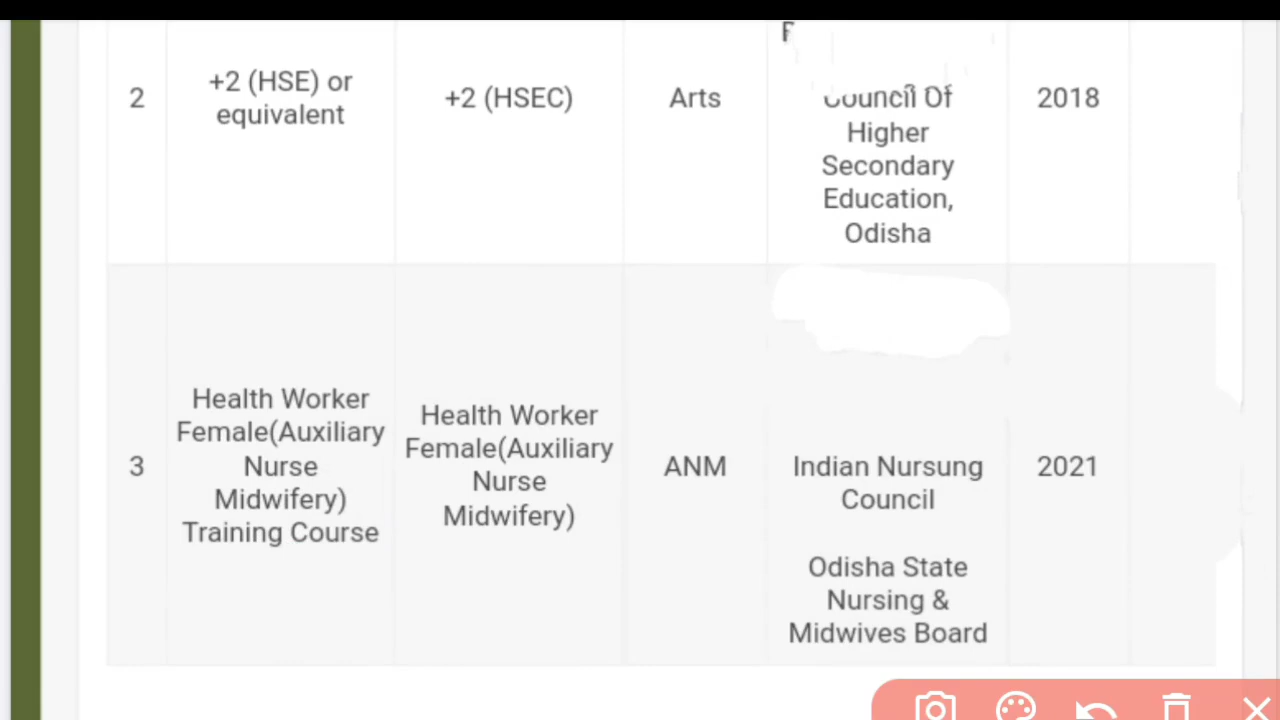 2
+2 (HSE) or
equivalent
+2 (HSEC)
Arts
Council Of
Higher
Secondary
Education,
Odisha
2018
3
Health Worker
Female(Auxiliary
Nurse
Midwifery)
Training Course
Health Worker
Female(Auxiliary
Nurse
Midwifery)
ANM
Indian Nursung
Council
Odisha State
Nursing &
Midwives Board
2021